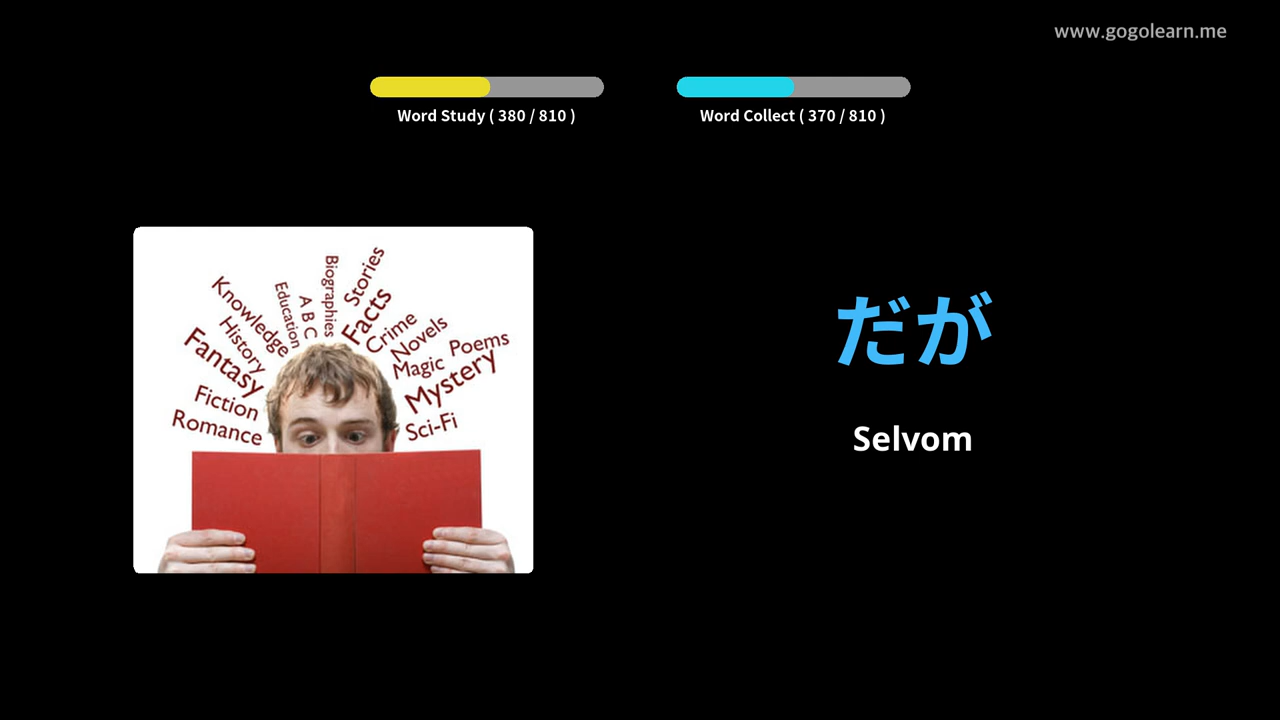 www.gogolearn.me
Word Study ( 380 / 810 )
Word Collect ( 370 / 810 )
Romance
Fiction
Fantasy
History
Knowledge
Education
A B C
Biographies
Stories
Facts
Crime
Novels
Magic
Poems
Mystery
Sci-Fi
だが
Selvom